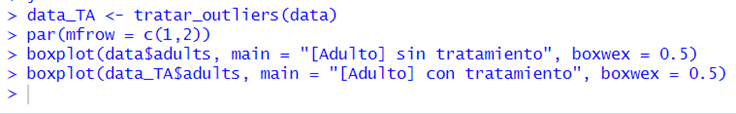 > data_TA <- tratar_outliers(data)
> par(mfrow = c(1,2))
> boxplot(data$adults, main = "[Adulto] sin tratamiento", boxwex = 0.5)
> boxplot(data_TA$adults, main = "[Adulto] con tratamiento", boxwex = 0.5)
>